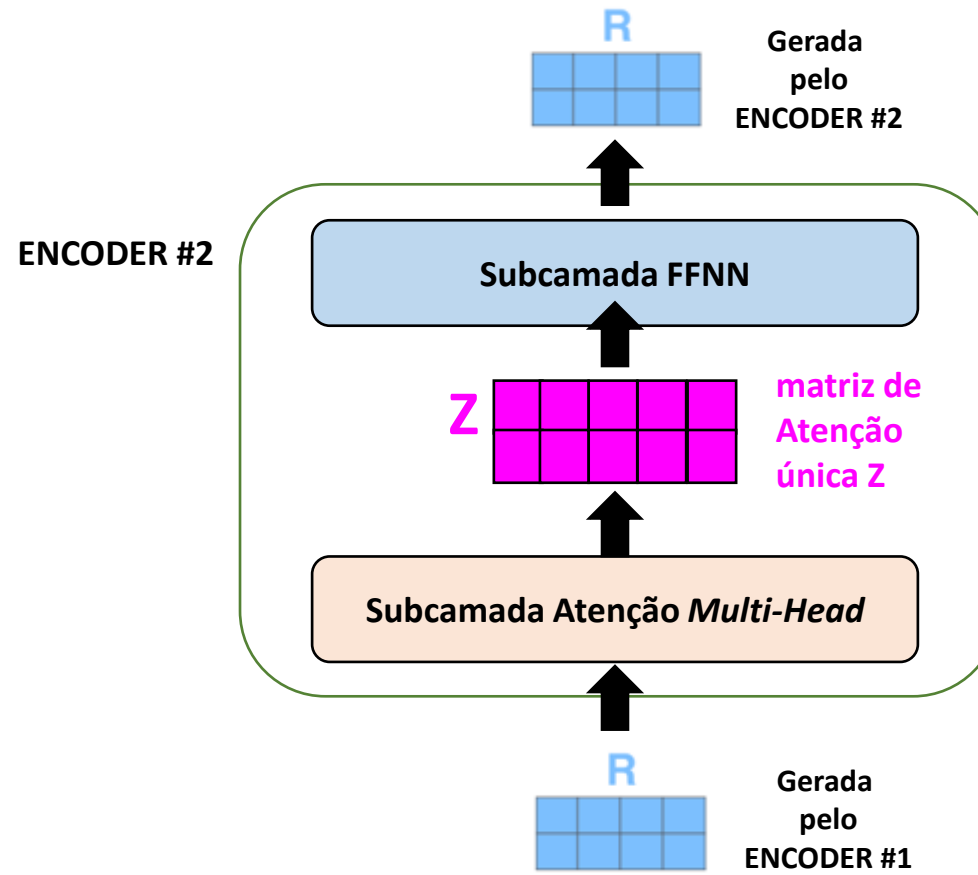 R
Gerada
pelo
ENCODER #2
ENCODER #2
Subcamada FFNN
Z
matriz de
Atenção
única Z
Subcamada Atenção Multi-Head
R
Gerada
pelo
ENCODER #1